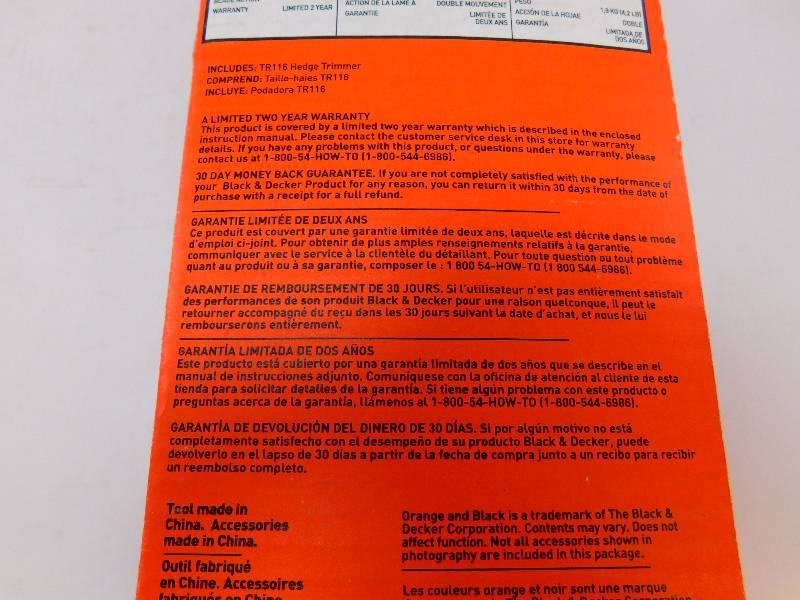 WARRANTY LIMITED 2 YEAR
ACTION DE LA LAME À DOUBLE MOUVEMENT
GARANTIE LIMITÉE DE
DEUX ANS
PESO 1,9 KG (4,2 LB)
ACCIÓN DE LA HOJAE DOBLE
GARANTÍA LIMITADA DE
DOS AÑOS
INCLUDES: TR116 Hedge Trimmer
COMPREND: Taille-haies TR116
INCLUYE: Podadora TR116
A LIMITED TWO YEAR WARRANTY
This product is covered by a limited two year warranty which is described in the enclosed
instruction manual. Please contact the customer service desk in this store for warranty
details. If you have any problems with this product, or questions under the warranty, please
contact us at 1-800-54-HOW-TO (1-800-544-6986).
30 DAY MONEY BACK GUARANTEE. If you are not completely satisfied with the performance of
your Black & Decker Product for any reason, you can return it within 30 days from the date of
purchase with a receipt for a full refund.
GARANTIE LIMITÉE DE DEUX ANS
Ce produit est couvert par une garantie limitée de deux ans, laquelle est décrite dans le mode
d'emploi ci-joint. Pour obtenir de plus amples renseignements relatifs à la garantie,
communiquer avec le service à la clientèle du détaillant. Pour toute question ou tout problème
quant au produit ou à sa garantie, composer le : 1 800 54-HOW-TO (1 800 544-6986).
GARANTIE DE REMBOURSEMENT DE 30 JOURS. Si l'utilisateur n'est pas entièrement satisfait
des performances de son produit Black & Decker pour une raison quelconque, il peut le
retourner accompagné du reçu dans les 30 jours suivant la date d'achat, et nous le lui
rembourserons entièrement.
GARANTÍA LIMITADA DE DOS AÑOS
Este producto está cubierto por una garantía limitada de dos años que se describe en el
manual de instrucciones adjunto. Comuníquese con la oficina de atención al cliente de esta
tienda para solicitar detalles de la garantía. Si tiene algún problema con este producto o
preguntas acerca de la garantía, llámenos al 1-800-54-HOW-TO (1-800-544-6986).
GARANTÍA DE DEVOLUCIÓN DEL DINERO DE 30 DÍAS. Si por algún motivo no está
completamente satisfecho con el desempeño de su producto Black & Decker, puede
devolverlo en el lapso de 30 días a partir de la fecha de compra junto a un recibo para recibir
un reembolso completo.
Tool made in
China. Accessories
made in China.
Outil fabriqué
en Chine. Accessoires
fabriqués en Chine.
Orange and Black is a trademark of The Black &
Decker Corporation. Contents may vary. Does not
affect function. Not all accessories shown in
photography are included in this package.
Les couleurs orange et noir sont une marque